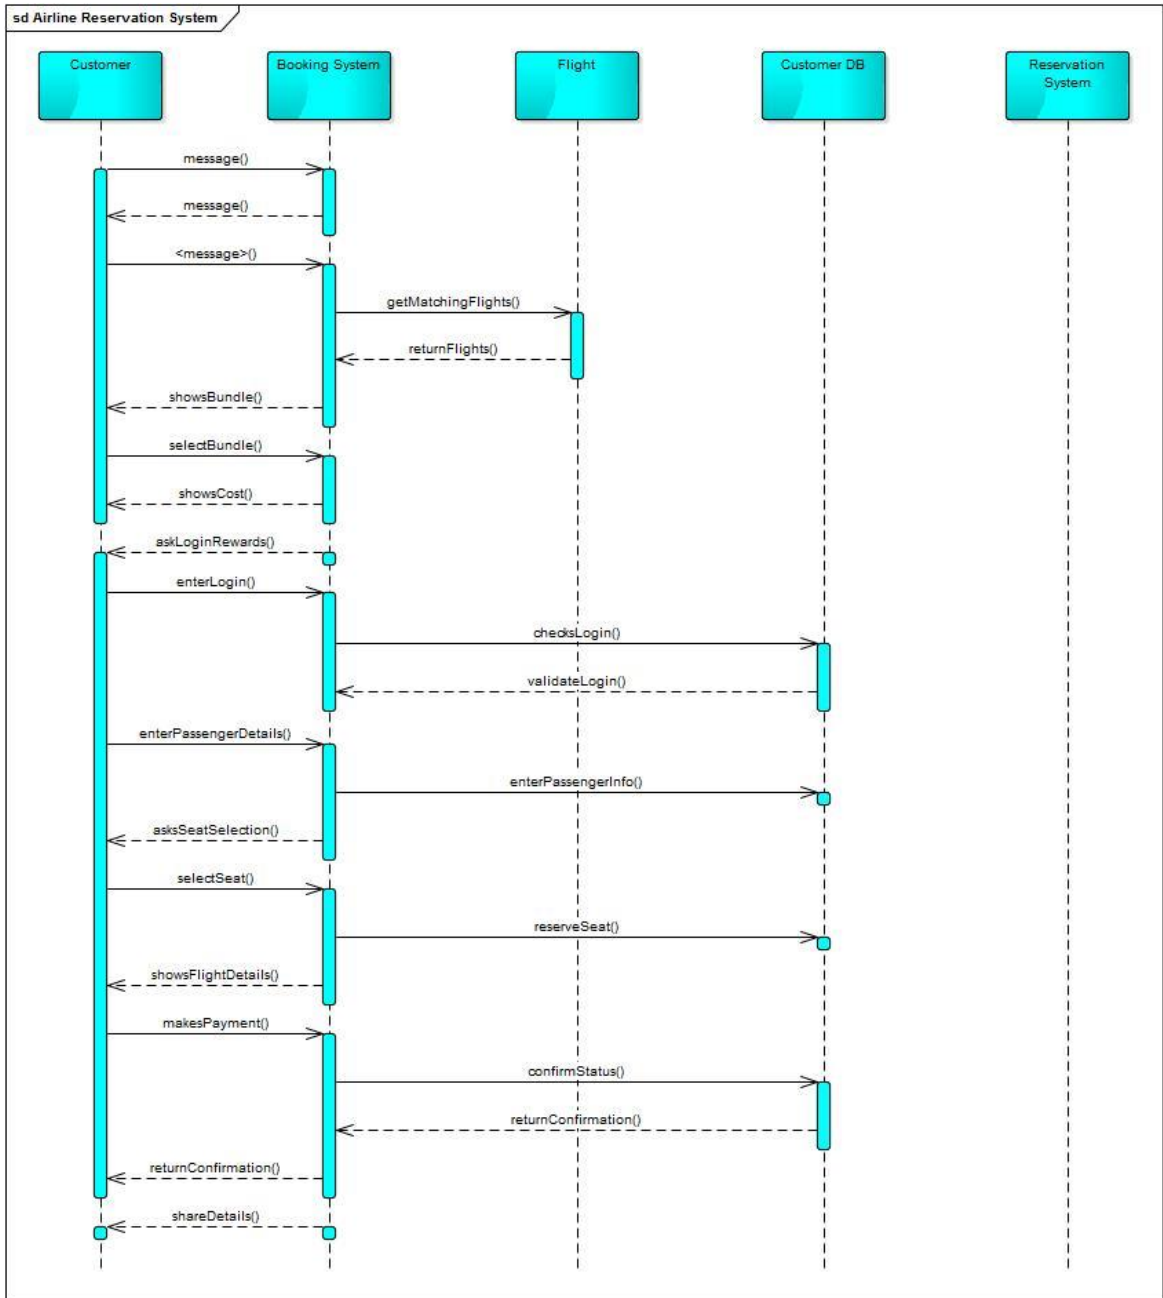 sd Airline Reservation System
Customer
Booking System
Flight
Customer DB
Reservation
System
message()
message()
<message>()
getMatchingFlights()
returnFlights()
showsBundle()
selectBundle()
showsCost()
askLoginRewards()
enterLogin()
checksLogin()
validateLogin()
enterPassengerDetails()
enterPassengerInfo()
asksSeatSelection()
selectSeat()
reserveSeat()
showsFlightDetails()
makesPayment()
confirmStatus()
returnConfirmation()
returnConfirmation()
shareDetails()